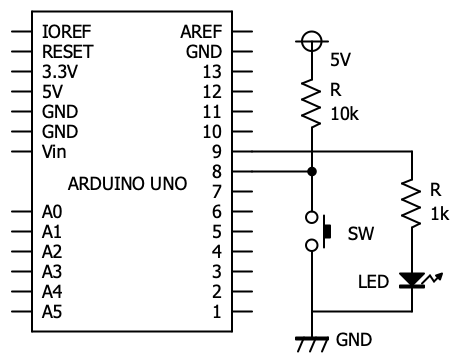 IOREF
RESET
3.3V
5V
GND
GND
Vin
A0
A1
A2
A3
A4
A5
ARDUINO UNO
AREF
GND
13
12
11
10
9
8
7
6
5
4
3
2
1
5V
R
10k
R
1k
SW
LED
GND